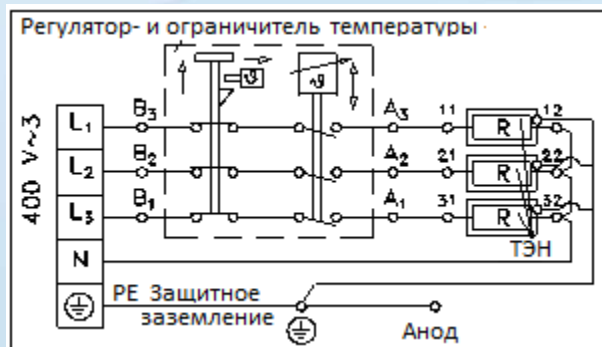 Регулятор- и ограничитель температуры
400 V~3
L1 B3 ϑ ϑ A3 11 R 12
L2 B2 A2 21 R 22
L3 B1 A1 31 R 32
N ТЭН
PE Защитное
заземление
Анод